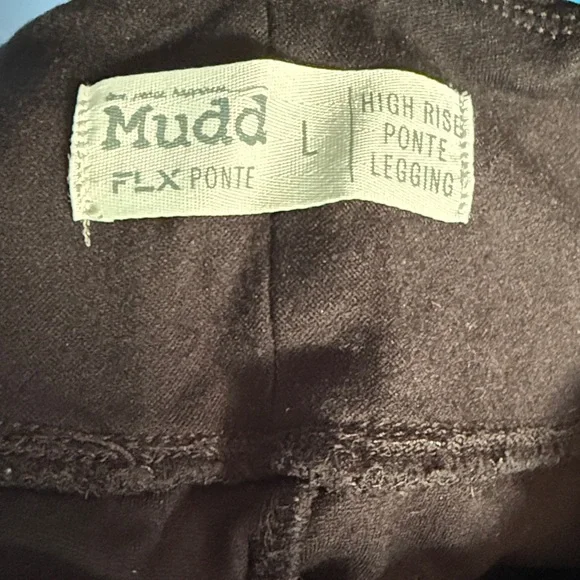 Mudd
FLX PONTE
L
HIGH RISE
PONTE
LEGGING